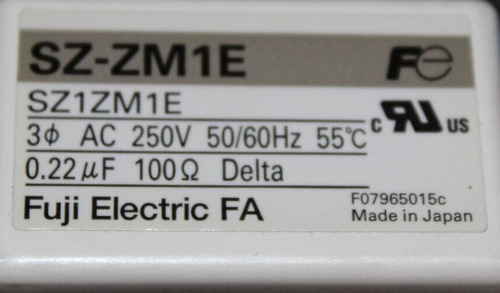 SZ-ZM1E Fe
SZ1ZM1E
3ϕ AC 250V 50/60Hz 55℃ c RU US
0.22μF 100Ω Delta
Fuji Electric FA F07965015c
Made in Japan